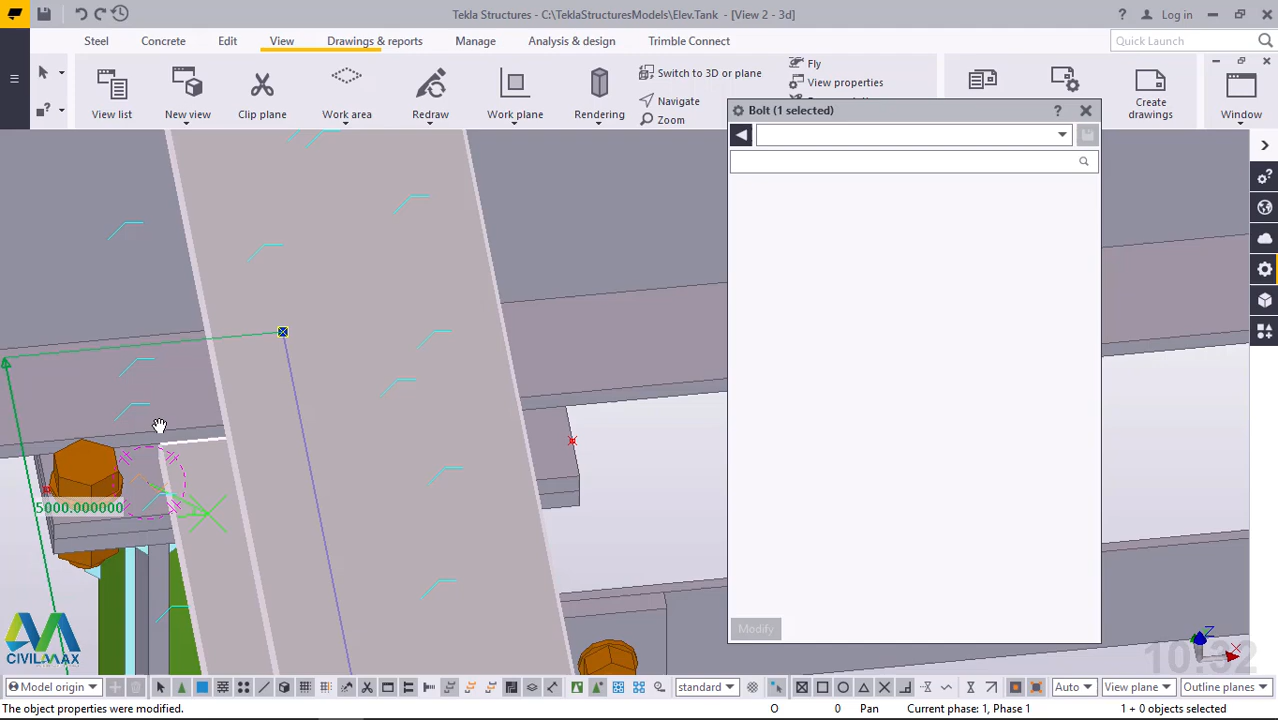 Tekla Structures - C:\TeklaStructuresModels\Elev.Tank - [View 2 - 3d]
? Log in
Steel Concrete Edit View Drawings & reports Manage Analysis & design Trimble Connect
Quick Launch
View list
New view
Clip plane
Work area
Redraw
Work plane
Switch to 3D or plane
Navigate
Zoom
Rendering
Fly
View properties
Create
drawings
Window
Bolt (1 selected)
?
5000.000000
Modify
CIVILMAX
Z
X
10:32
Model origin
standard
Auto
View plane
Outline planes
The object properties were modified.
O 0 Pan Current phase: 1, Phase 1 1 + 0 objects selected